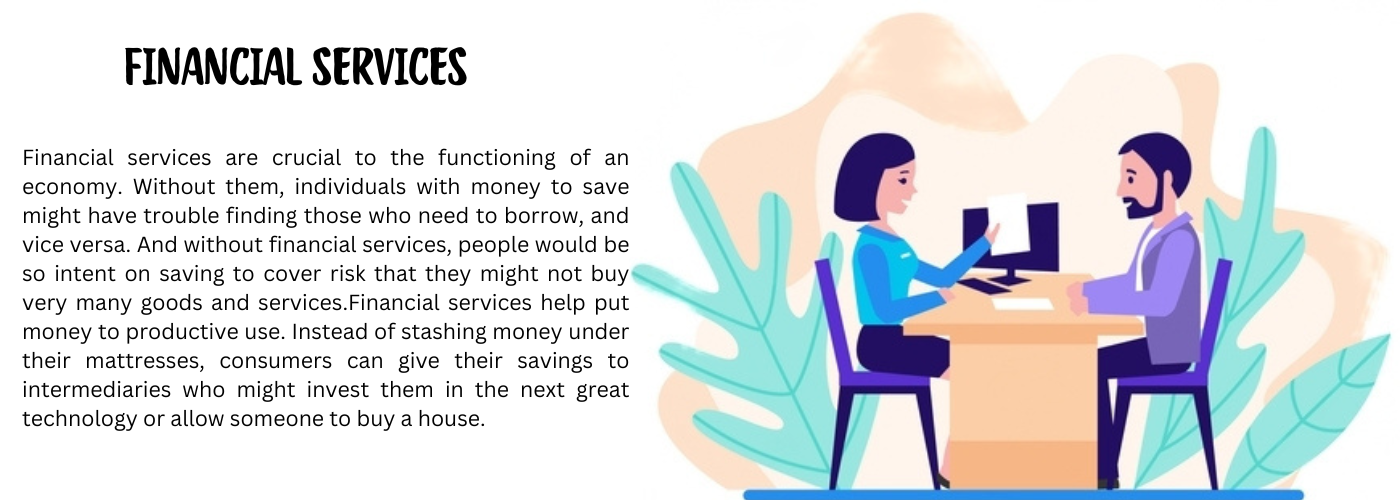 FINANCIAL SERVICES
Financial services are crucial to the functioning of an
economy. Without them, individuals with money to save
might have trouble finding those who need to borrow, and
vice versa. And without financial services, people would be
so intent on saving to cover risk that they might not buy
very many goods and services.Financial services help put
money to productive use. Instead of stashing money under
their mattresses, consumers can give their savings to
intermediaries who might invest them in the next great
technology or allow someone to buy a house.